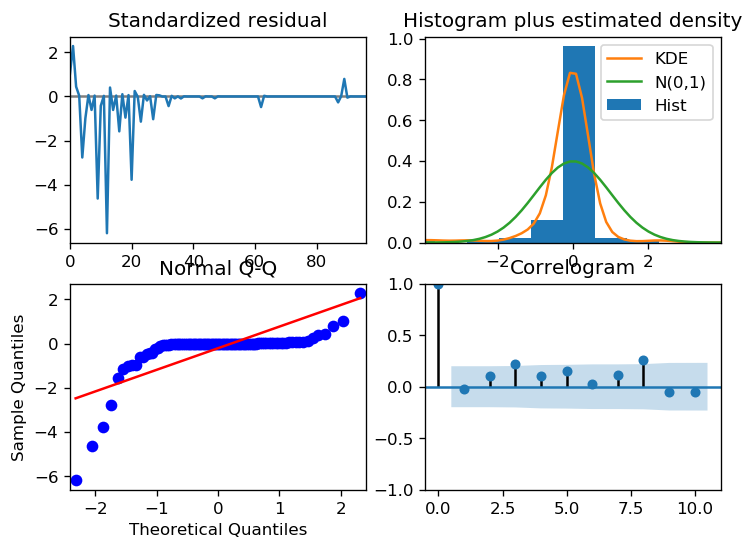 Standardized residual
2
0
−2
−4
−6
0 20 40 60 80
Histogram plus estimated density
1.0
0.8
0.6
0.4
0.2
0.0
−2 0 2
KDE
N(0,1)
Hist
Normal Q-Q
Sample Quantiles
2
0
−2
−4
−6
−2 −1 0 1 2
Theoretical Quantiles
Correlogram
1.0
0.5
0.0
−0.5
−1.0
0.0 2.5 5.0 7.5 10.0